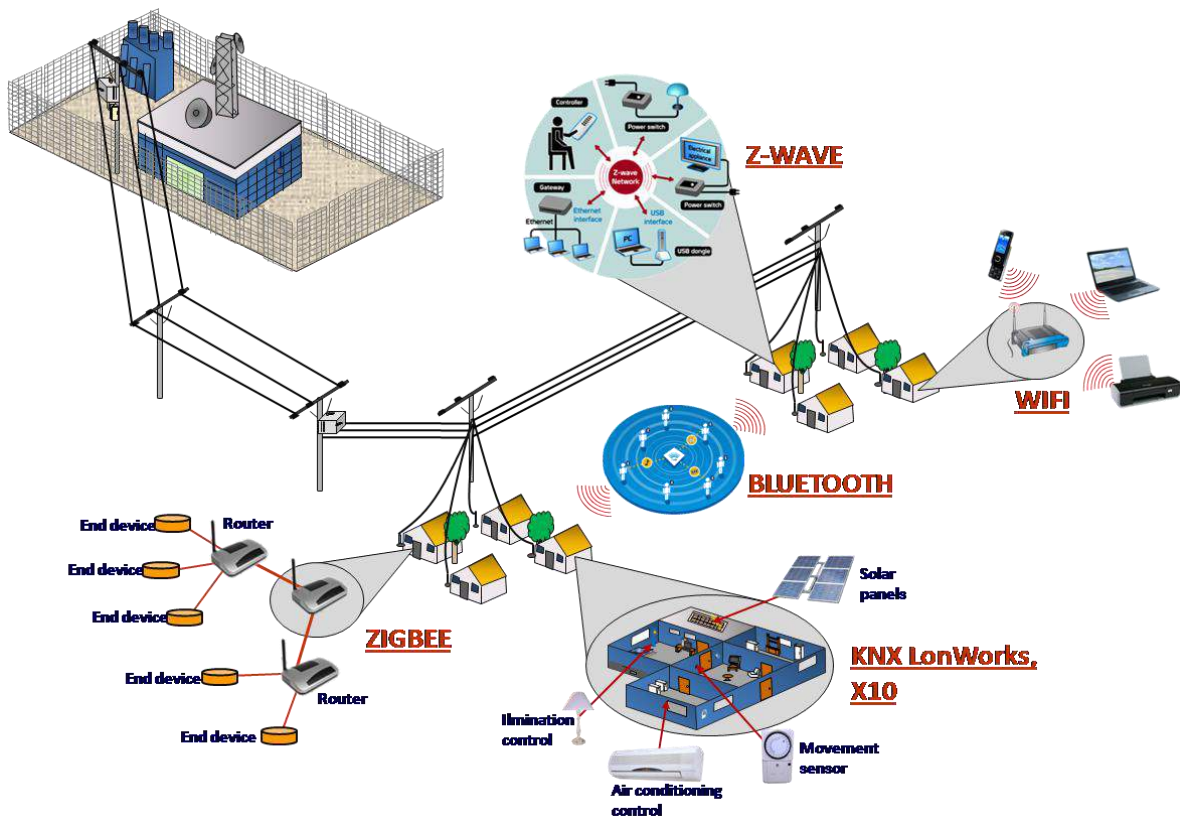 Controller
Power switch
Z-WAVE
Electrical
appliance
Z-wave
Network
Gateway
Ethernet
interface
USB
interface
Power switch
Ethernet
PC
USB dongle
WIFI
BLUETOOTH
End device
Router
End device
End device
ZIGBEE
End device
Router
End device
Solar
panels
KNX LonWorks,
X10
Ilmination
control
Movement
sensor
Air conditioning
control